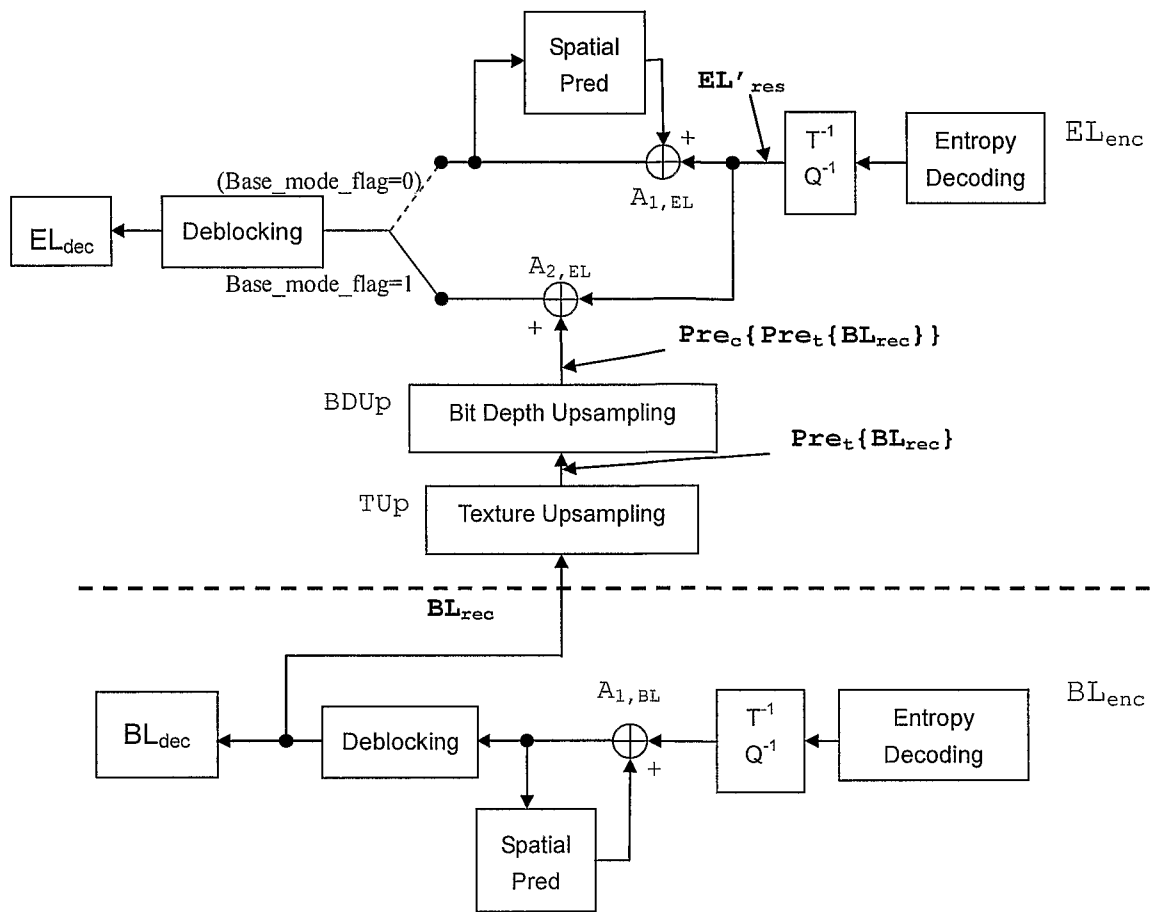 Spatial
Pred
EL'res
T-1
Q-1
Entropy
Decoding
ELenc
(Base_mode_flag=0)
+
A1,EL
ELdec
Deblocking
Base_mode_flag=1
A2,EL
+
Prec{Pret{BLrec}}
BDUp
Bit Depth Upsampling
Pret{BLrec}
TUp
Texture Upsampling
BLrec
BLdec
Deblocking
A1,BL
+
T-1
Q-1
Entropy
Decoding
BLenc
Spatial
Pred